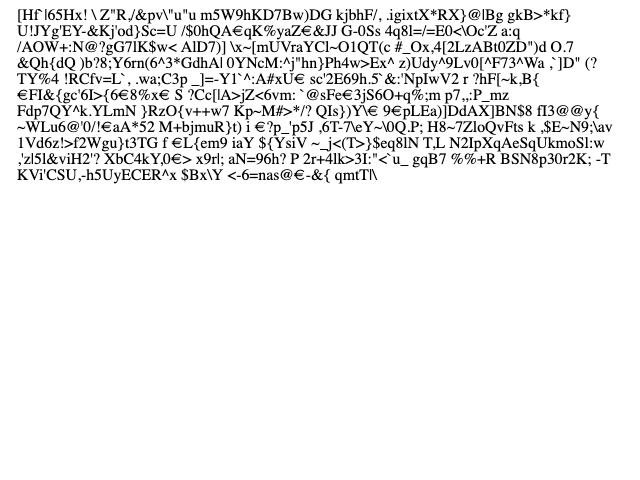 [Hf |65Hx! \ Z"R,/&pv\"u"u m5W9hKD7Bw)DG kjbhF/, .igixtX*RX}@|Bg gkB>*kf}
U!JYg'EY-&Kj'od}Sc=U /$0hQA€qK%yaZ€&JJ G-0Ss 4q8l=/=E0<\Oc'Z a:q
/AOW+:N@?gG7lK$w< AlD7)] \x~[mUVraYCl~O1QT(c #_Ox,4[2LzABt0ZD")d O.7
&Qh{dQ )b?8;Y6rn(6^3*GdhA| 0YNcM:^j"hn}Ph4w>Ex^ z)Udy^9Lv0[^F73^Wa ,`]D" (?
TY%4 !RCfv=L`, .wa;C3p _]=-Y1`^:A#xU€ sc'2E69h.5`&:'NpIwV2 r ?hF[~k,B{
€FI&{gc'6I>{6€8%x€ S ?Cc[|A>jZ<6vm: `@sFe€3jS6O+q%;m p7,,:P_mz
Fdp7QY^k.YLmN }RzO{v++w7 Kp~M#>*/? QIs})Y\€ 9€pLEa)]DdAX]BN$8 fI3@@y{
~WLu6@'0/!€aA*52 M+bjmuR}t) i €?p_'p5J ,6T-7\eY~\0Q.P; H8~7ZloQvFts k ,$E~N9;\av
1Vd6z!>f2Wgu}t3TG f €L{em9 iaY ${YsiV ~_j<(T>}$eq8lN T,L N2IpXqAeSqUkmoSl:w
,'z|5l&viH2'? XbC4kY,0€> x9rl; aN=96h? P 2r+4lk>3I:"<`u_ gqB7 %%+R BSN8p30r2K; -T
KVi'CSU,-h5UyECER^x $Bx\Y <-6=nas@€-&{ qmtT|\